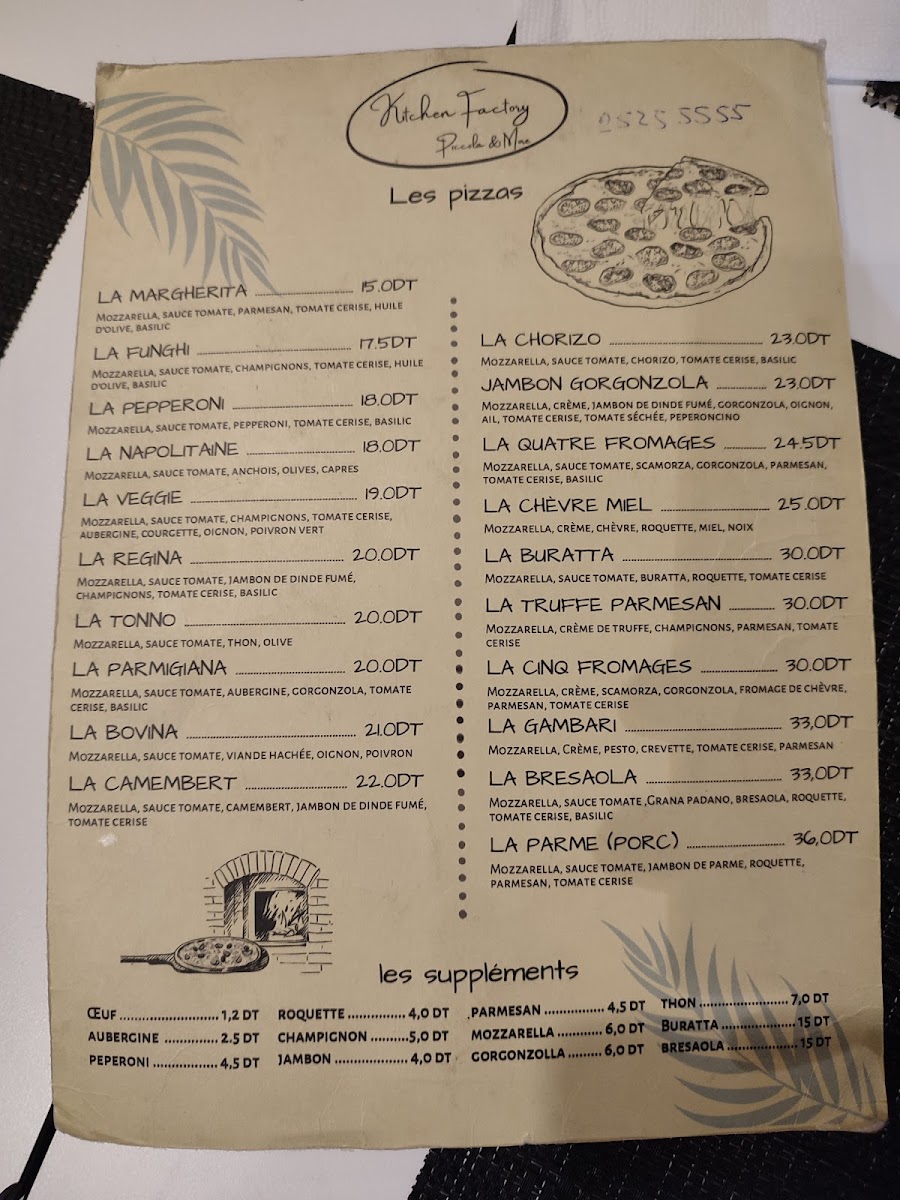 Kitchen Factory
Piccola & Mae
25255555
Les pizzas
LA MARGHERITA ........ 15.0DT
MOZZARELLA, SAUCE TOMATE, PARMESAN, TOMATE CERISE, HUILE
D'OLIVE, BASILIC
LA FUNGHI ........ 17.5DT
MOZZARELLA, SAUCE TOMATE, CHAMPIGNONS, TOMATE CERISE, HUILE
D'OLIVE, BASILIC
LA PEPPERONI ........ 18.0DT
MOZZARELLA, SAUCE TOMATE, PEPPERONI, TOMATE CERISE, BASILIC
LA NAPOLITAINE ........ 18.0DT
MOZZARELLA, SAUCE TOMATE, ANCHOIS, OLIVES, CAPRES
LA VEGGIE ........ 19.0DT
MOZZARELLA, SAUCE TOMATE, CHAMPIGNONS, TOMATE CERISE,
AUBERGINE, COURGETTE, OIGNON, POIVRON VERT
LA REGINA ........ 20.0DT
MOZZARELLA, SAUCE TOMATE, JAMBON DE DINDE FUMÉ,
CHAMPIGNONS, TOMATE CERISE, BASILIC
LA TONNO ........ 20.0DT
MOZZARELLA, SAUCE TOMATE, THON, OLIVE
LA PARMIGIANA ........ 20.0DT
MOZZARELLA, SAUCE TOMATE, AUBERGINE, GORGONZOLA, TOMATE
CERISE, BASILIC
LA BOVINA ........ 21.0DT
MOZZARELLA, SAUCE TOMATE, VIANDE HACHÉE, OIGNON, POIVRON
LA CAMEMBERT ........ 22.0DT
MOZZARELLA, SAUCE TOMATE, CAMEMBERT, JAMBON DE DINDE FUMÉ,
TOMATE CERISE
LA CHORIZO ........ 23.0DT
MOZZARELLA, SAUCE TOMATE, CHORIZO, TOMATE CERISE, BASILIC
JAMBON GORGONZOLA ........ 23.0DT
MOZZARELLA, CRÈME, JAMBON DE DINDE FUMÉ, GORGONZOLA, OIGNON,
AIL, TOMATE CERISE, TOMATE SÉCHÉE, PEPERONCINO
LA QUATRE FROMAGES ........ 24.5DT
MOZZARELLA, SAUCE TOMATE, SCAMORZA, GORGONZOLA, PARMESAN,
TOMATE CERISE, BASILIC
LA CHÈVRE MIEL ........ 25.0DT
MOZZARELLA, CRÈME, CHÈVRE, ROQUETTE, MIEL, NOIX
LA BURATTA ........ 30.0DT
MOZZARELLA, SAUCE TOMATE, BURATTA, ROQUETTE, TOMATE CERISE
LA TRUFFE PARMESAN ........ 30.0DT
MOZZARELLA, CRÈME DE TRUFFE, CHAMPIGNONS, PARMESAN, TOMATE
CERISE
LA CINQ FROMAGES ........ 30.0DT
MOZZARELLA, CRÈME, SCAMORZA, GORGONZOLA, FROMAGE DE CHÈVRE,
PARMESAN, TOMATE CERISE
LA GAMBARI ........ 33,0DT
MOZZARELLA, CRÈME, PESTO, CREVETTE, TOMATE CERISE, PARMESAN
LA BRESAOLA ........ 33,0DT
MOZZARELLA, SAUCE TOMATE ,GRANA PADANO, BRESAOLA, ROQUETTE,
TOMATE CERISE, BASILIC
LA PARME (PORC) ........ 36,0DT
MOZZARELLA, SAUCE TOMATE, JAMBON DE PARME, ROQUETTE,
PARMESAN, TOMATE CERISE
les suppléments
ŒUF ........ 1,2 DT
AUBERGINE ........ 2.5 DT
PEPERONI ........ 4,5 DT
ROQUETTE ........ 4,0 DT
CHAMPIGNON ........ 5,0 DT
JAMBON ........ 4,0 DT
PARMESAN ........ 4,5 DT
MOZZARELLA ........ 6,0 DT
GORGONZOLLA ........ 6,0 DT
THON ........ 7,0 DT
BURATTA ........ 15 DT
BRESAOLA ........ 15 DT